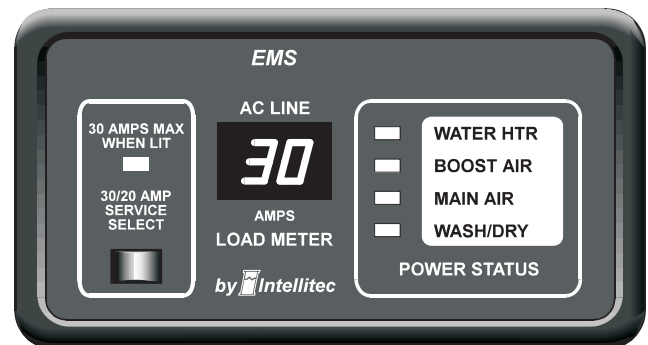 EMS
30 AMPS MAX
WHEN LIT
30/20 AMP
SERVICE
SELECT
AC LINE
30
AMPS
LOAD METER
by Intellitec
WATER HTR
BOOST AIR
MAIN AIR
WASH/DRY
POWER STATUS